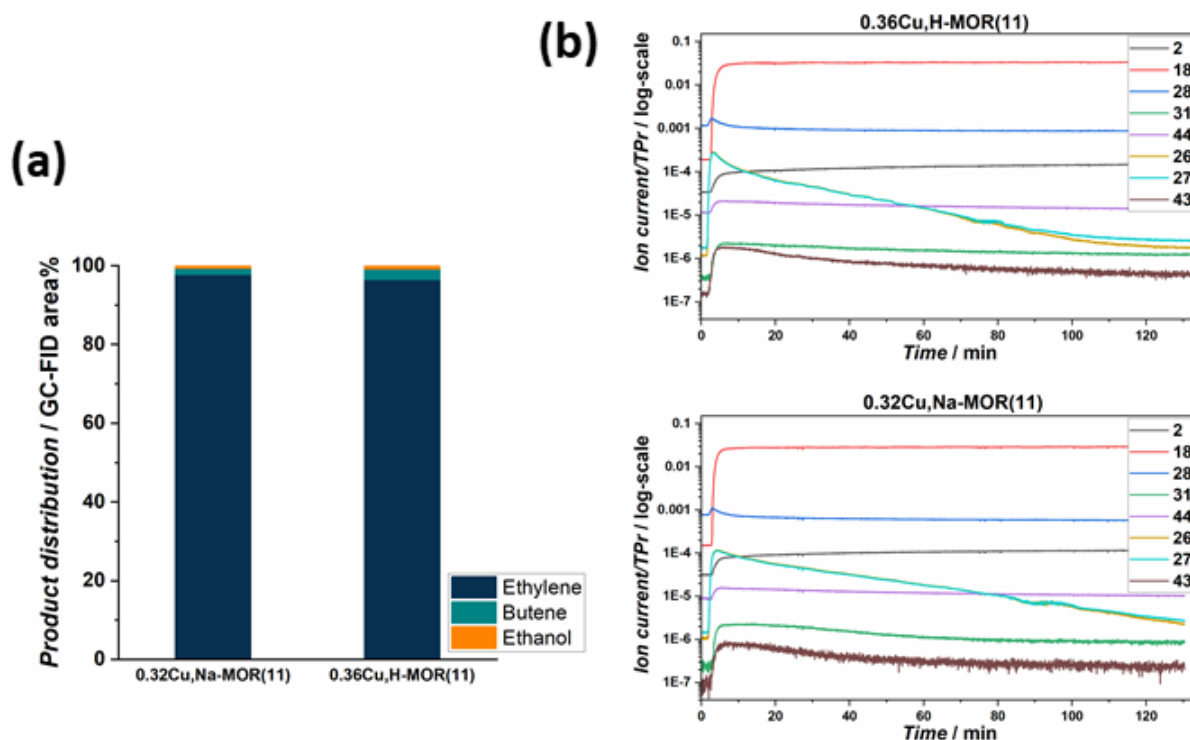 (a)
Product distribution / GC-FID area%
100
80
60
40
20
0
0.32Cu,Na-MOR(11)
0.36Cu,H-MOR(11)
Ethylene
Butene
Ethanol
(b)
0.36Cu,H-MOR(11)
Ion current/TPr / log-scale
0.1
0.01
0.001
1E-4
1E-5
1E-6
1E-7
0
20
40
60
80
100
120
Time / min
2
18
28
31
44
26
27
43
0.32Cu,Na-MOR(11)
Ion current/TPr / log-scale
0.1
0.01
0.001
1E-4
1E-5
1E-6
1E-7
0
20
40
60
80
100
120
Time / min
2
18
28
31
44
26
27
43